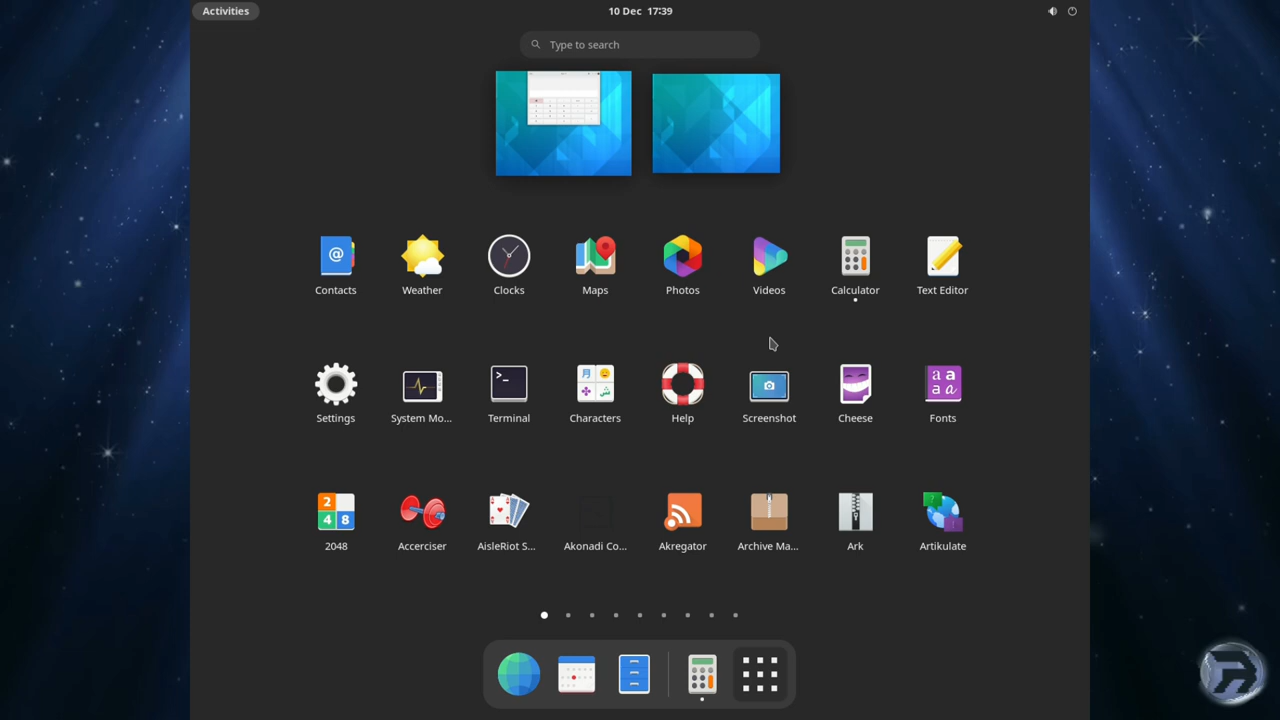 Activities
10 Dec 17:39
Type to search
Contacts
Weather
Clocks
Maps
Photos
Videos
Calculator
Text Editor
Settings
System Mo...
Terminal
Characters
Help
Screenshot
Cheese
Fonts
2048
Accerciser
AisleRiot S...
Akonadi Co...
Akregator
Archive Ma...
Ark
Artikulate